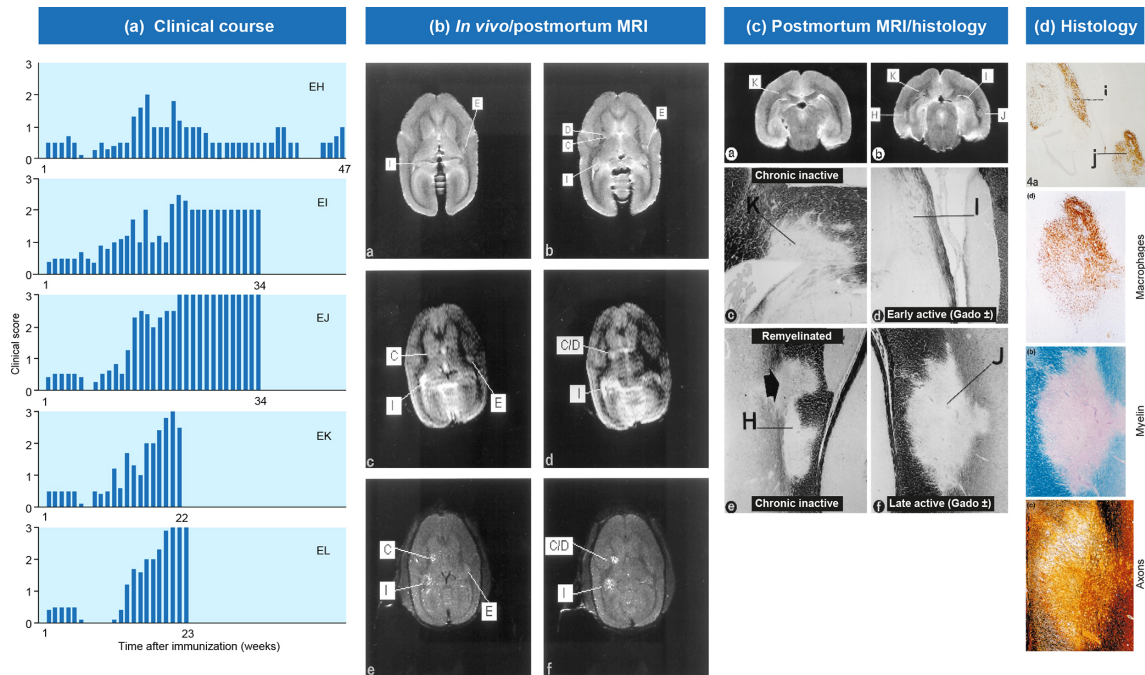 (a) Clinical course
(b) In vivo/postmortum MRI
(c) Postmortum MRI/histology
(d) Histology
Clinical score
3
2
1
0
EH
1
47
3
2
1
0
EI
1
34
3
2
1
0
EJ
1
34
3
2
1
0
EK
1
22
3
2
1
0
EL
1
23
Time after immunization (weeks)
E
I
a
D
C
E
I
b
C
I
E
c
C/D
I
d
C
I
E
e
C/D
I
f
K
a
K
I
H
J
b
Chronic inactive
K
c
I
d
Early active (Gado ±)
Remyelinated
H
e
Chronic inactive
J
f
Late active (Gado ±)
i
j
4a
(d)
Macrophages
(b)
Myelin
Axons